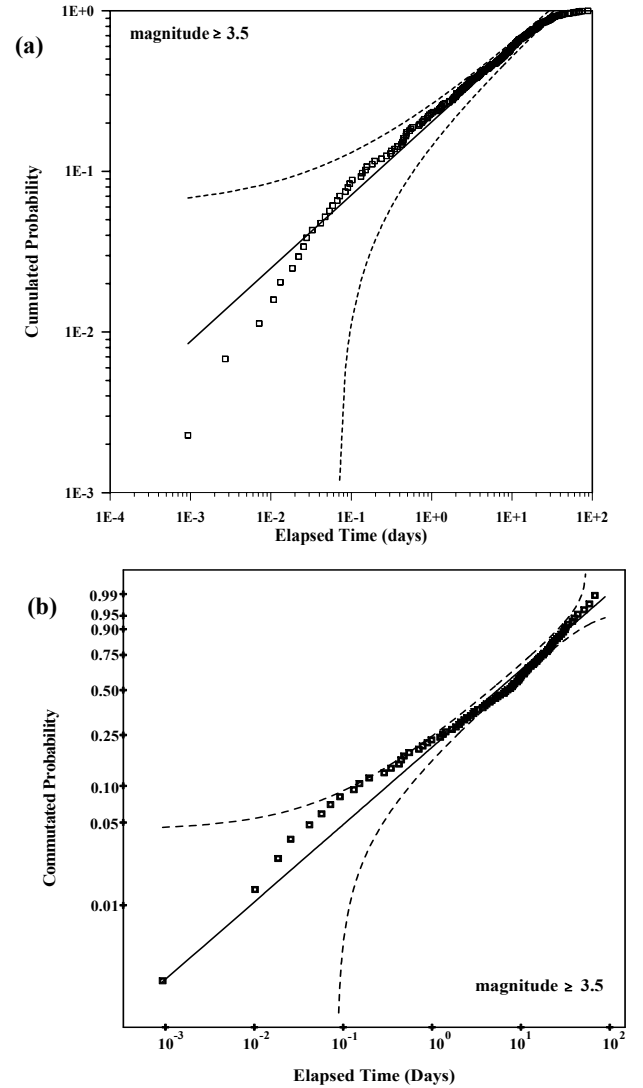 (a)
magnitude ≥ 3.5
1E+0
1E-1
1E-2
1E-3
Cumulated Probability
1E-4 1E-3 1E-2 1E-1 1E+0 1E+1 1E+2
Elapsed Time (days)
(b)
0.99
0.95
0.90
0.75
0.50
0.25
0.10
0.05
0.01
Commutated Probability
magnitude ≥ 3.5
10-3 10-2 10-1 100 101 102
Elapsed Time (Days)